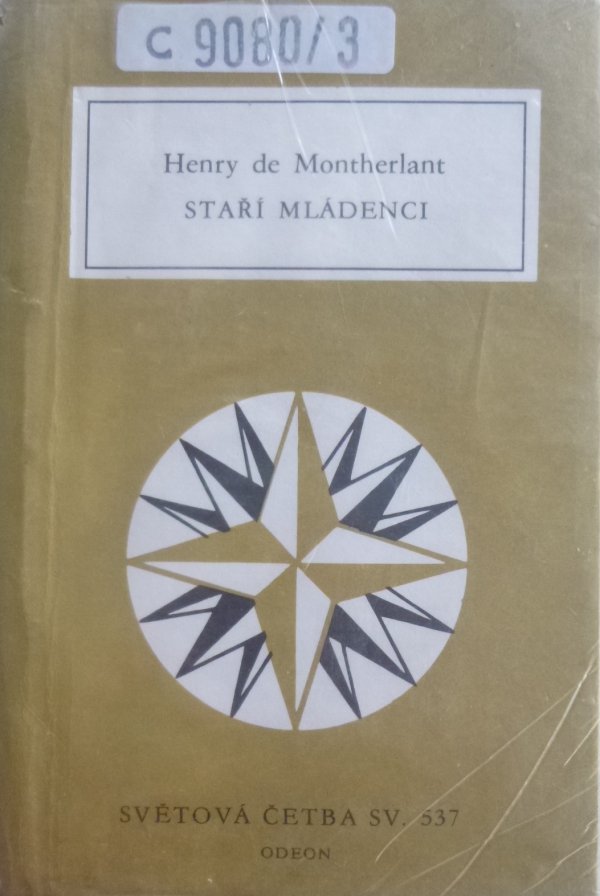 C 9080/3
Henry de Montherlant
STAŘÍ MLÁDENCI
SVĚTOVÁ ČETBA SV. 537
ODEON